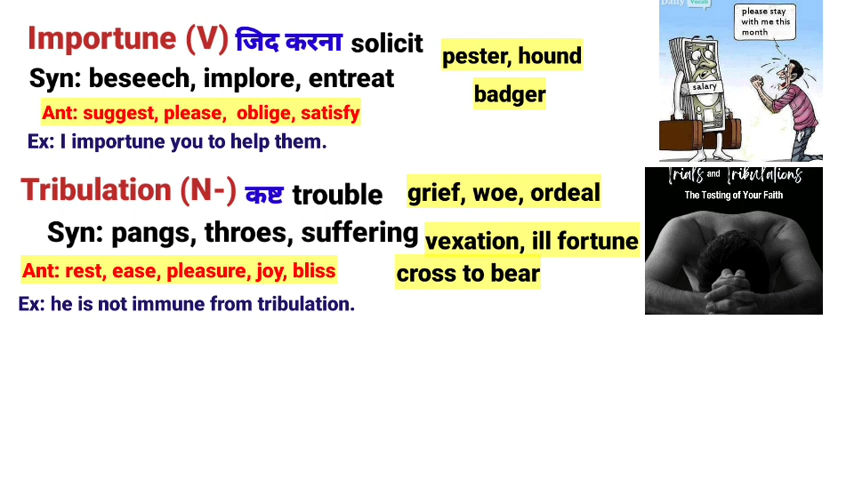 Importune (V) जिद करना solicit
pester, hound
Syn: beseech, implore, entreat
badger
Ant: suggest, please, oblige, satisfy
Ex: I importune you to help them.
Daily Vocab
please stay
with me this
month
salary
Tribulation (N-) कष्ट trouble
grief, woe, ordeal
Syn: pangs, throes, suffering
vexation, ill fortune
Ant: rest, ease, pleasure, joy, bliss
cross to bear
Ex: he is not immune from tribulation.
Trials and Tribulations
The Testing of Your Faith